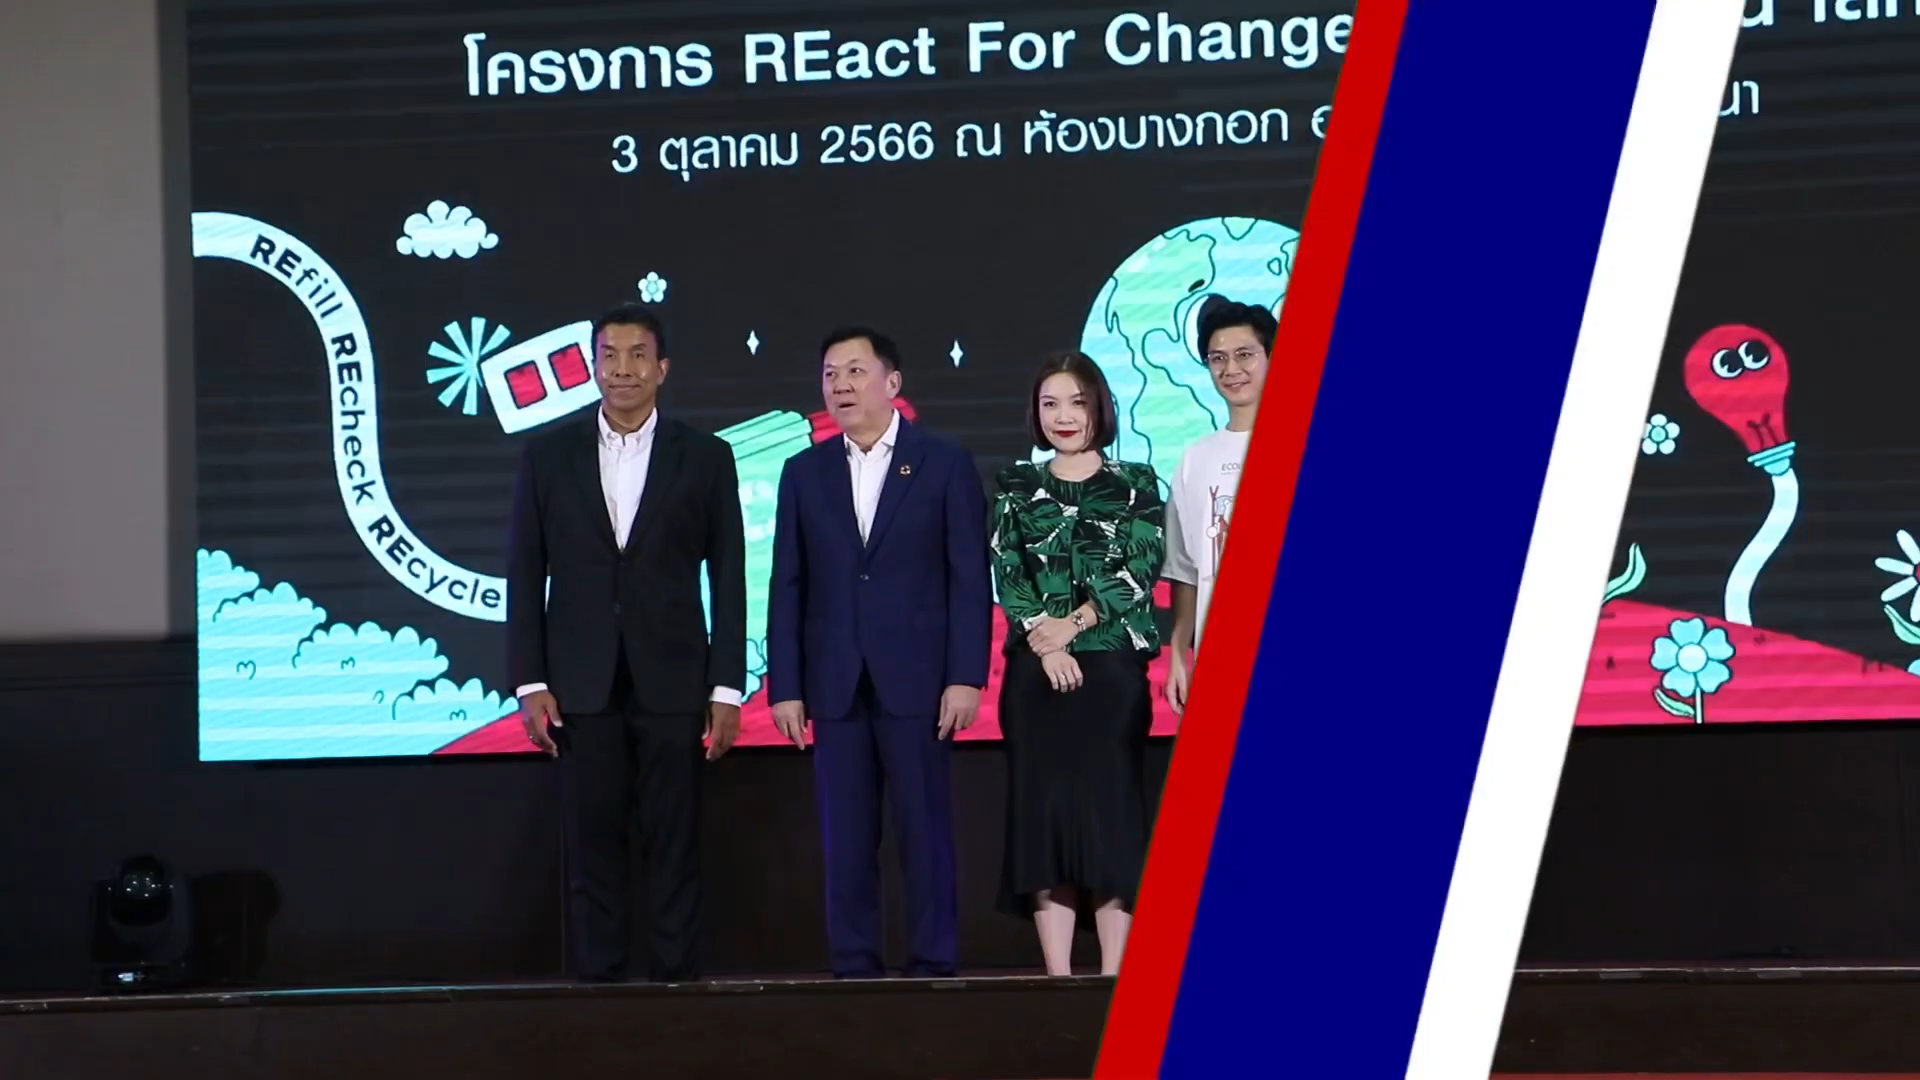 โครงการ REact For Change
3 ตุลาคม 2566 ณ ห้องบางกอก
REfill REcheck REcycle